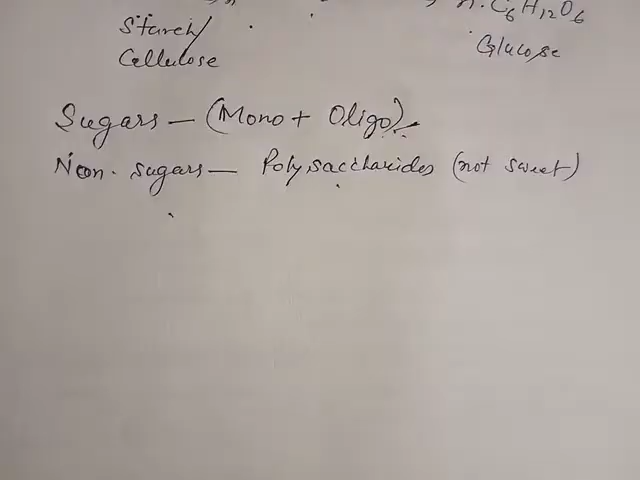 n. C6H12O6
Starch/
Cellulose
Glucose
Sugars – (Mono + Oligo)
Non. sugars – Polysaccharides (not sweet)